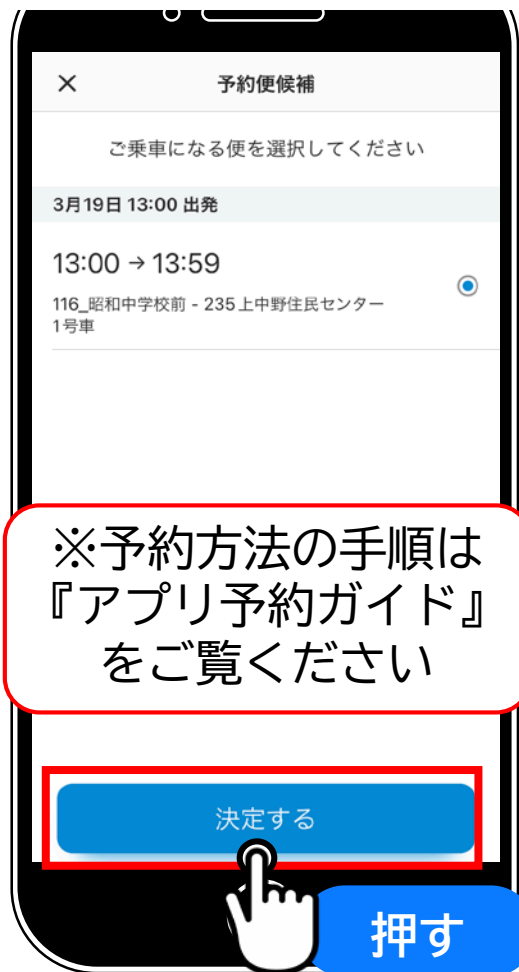 予約便候補
ご乗車になる便を選択してください
3月19日 13:00 出発
13:00 → 13:59
116_昭和中学校前 - 235上中野住民センター
1号車
※予約方法の手順は
『アプリ予約ガイド』
をご覧ください
決定する
押す